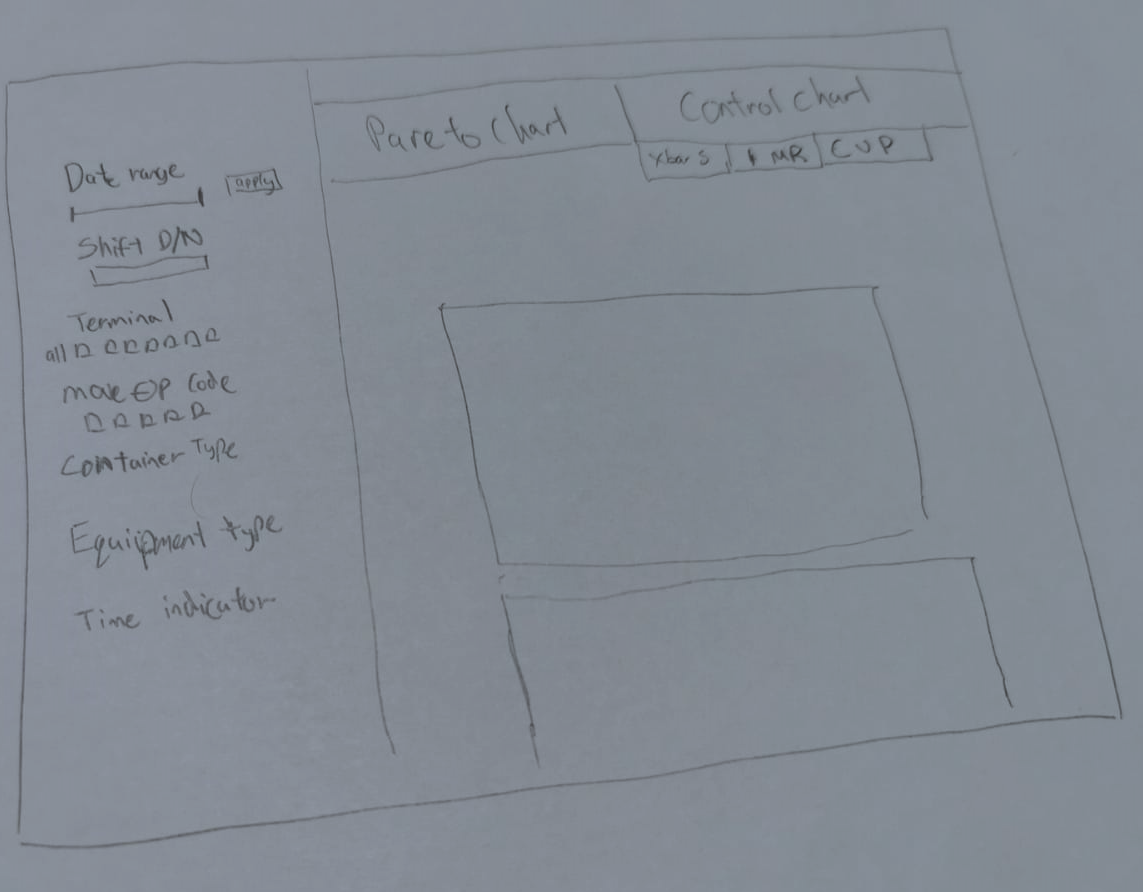 Pareto Chart
Control Chart
Xbar S
MR
CUP
Date range
apply
Shift D/N
Terminal
all
move OP Code
Container Type
Equipment type
Time indicator